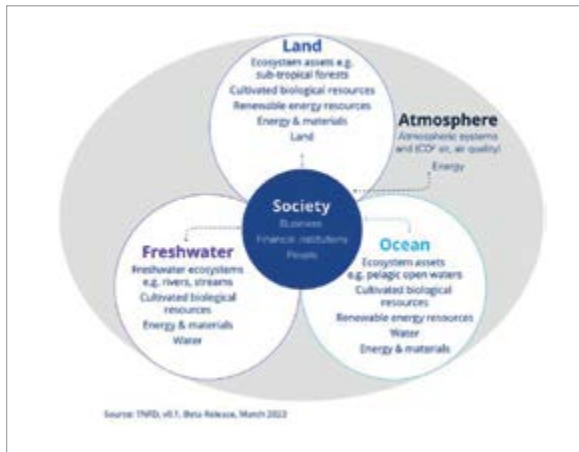 Land
Ecosystem assets e.g.
sub-tropical forests
Cultivated biological resources
Renewable energy resources
Energy & materials
Land
Atmosphere
Atmospheric systems
and air quality)
Energy
Society
Business
Financial institutions
People
Freshwater
Freshwater ecosystems
e.g. rivers, streams
Cultivated biological
resources
Energy & materials
Water
Ocean
Ecosystem assets
e.g. pelagic open waters
Cultivated biological
resources
Renewable energy resources
Water
Energy & materials
Source: TNFD, v0.1, Beta Release, March 2022